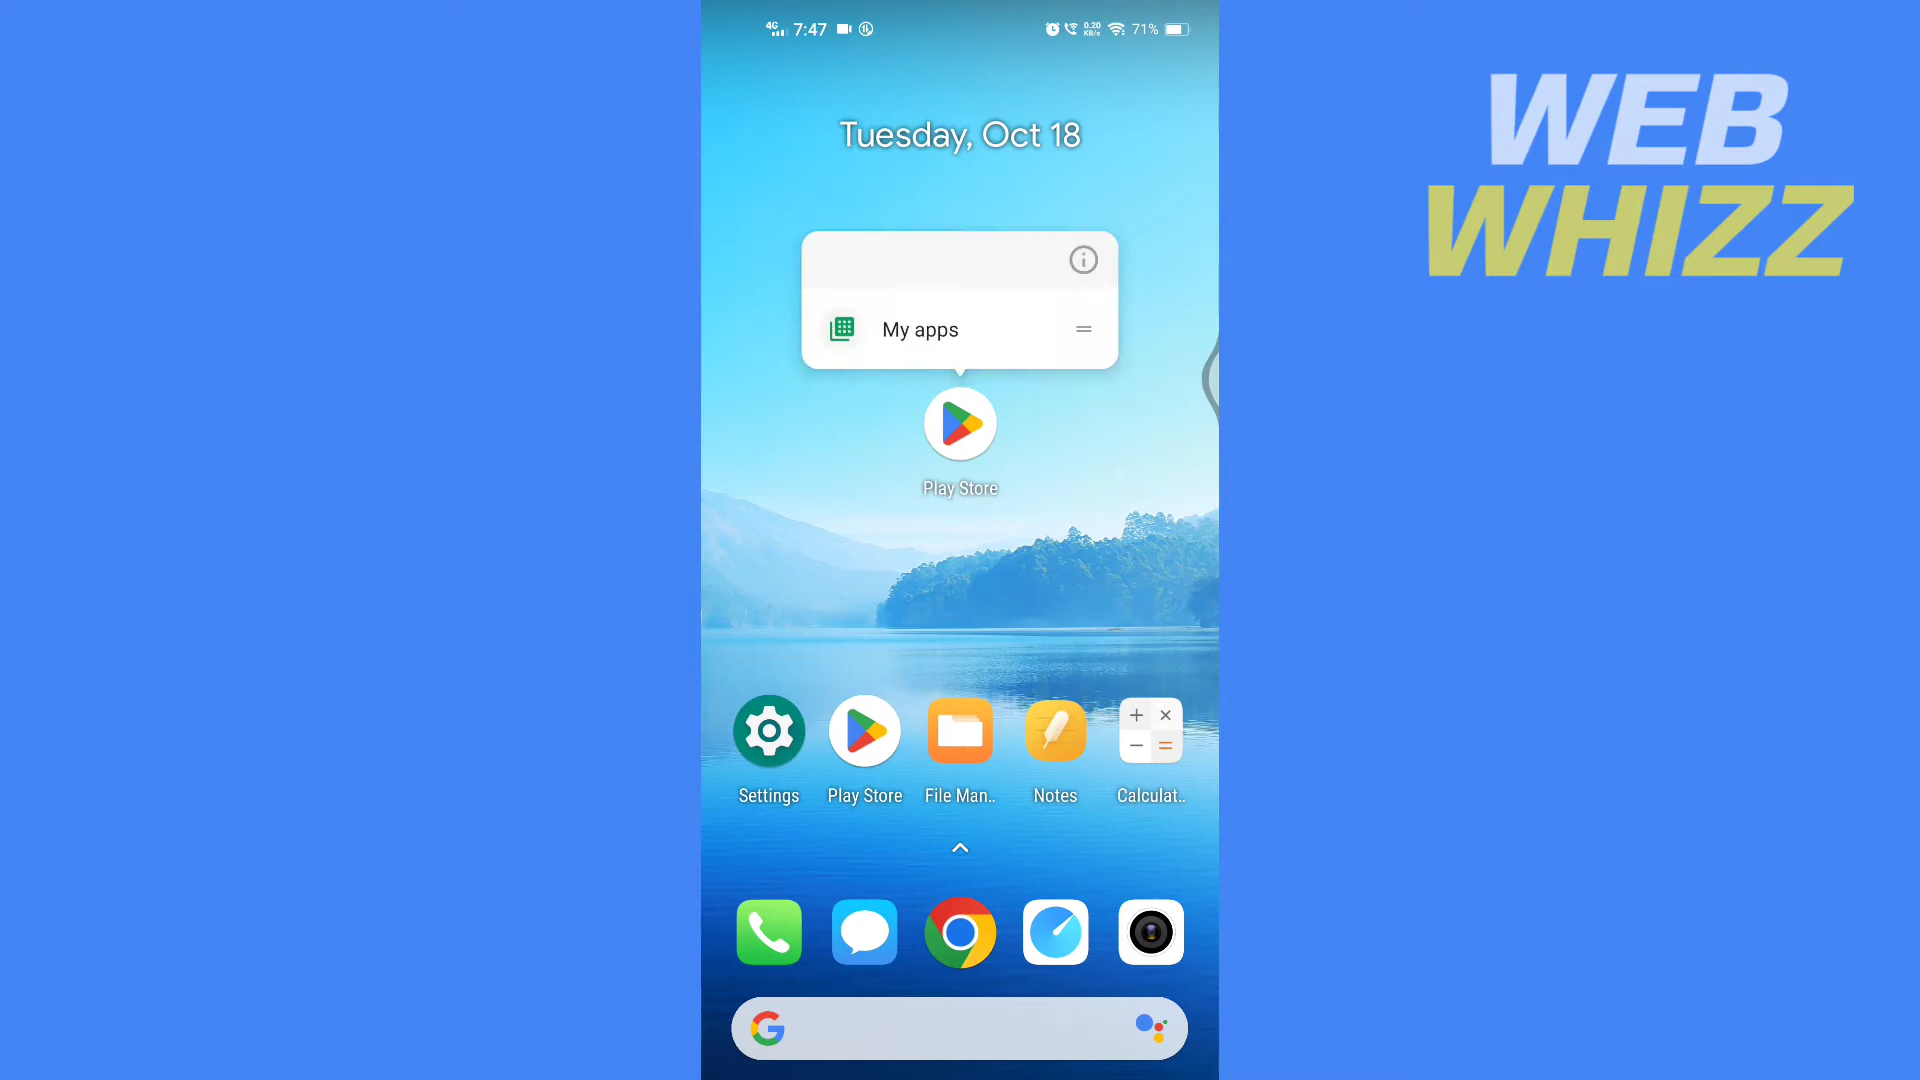 4G 7:47 0.20 KB/s 71%
WEB
WHIZZ
Tuesday, Oct 18
My apps
Play Store
Settings Play Store File Man.. Notes Calculat..